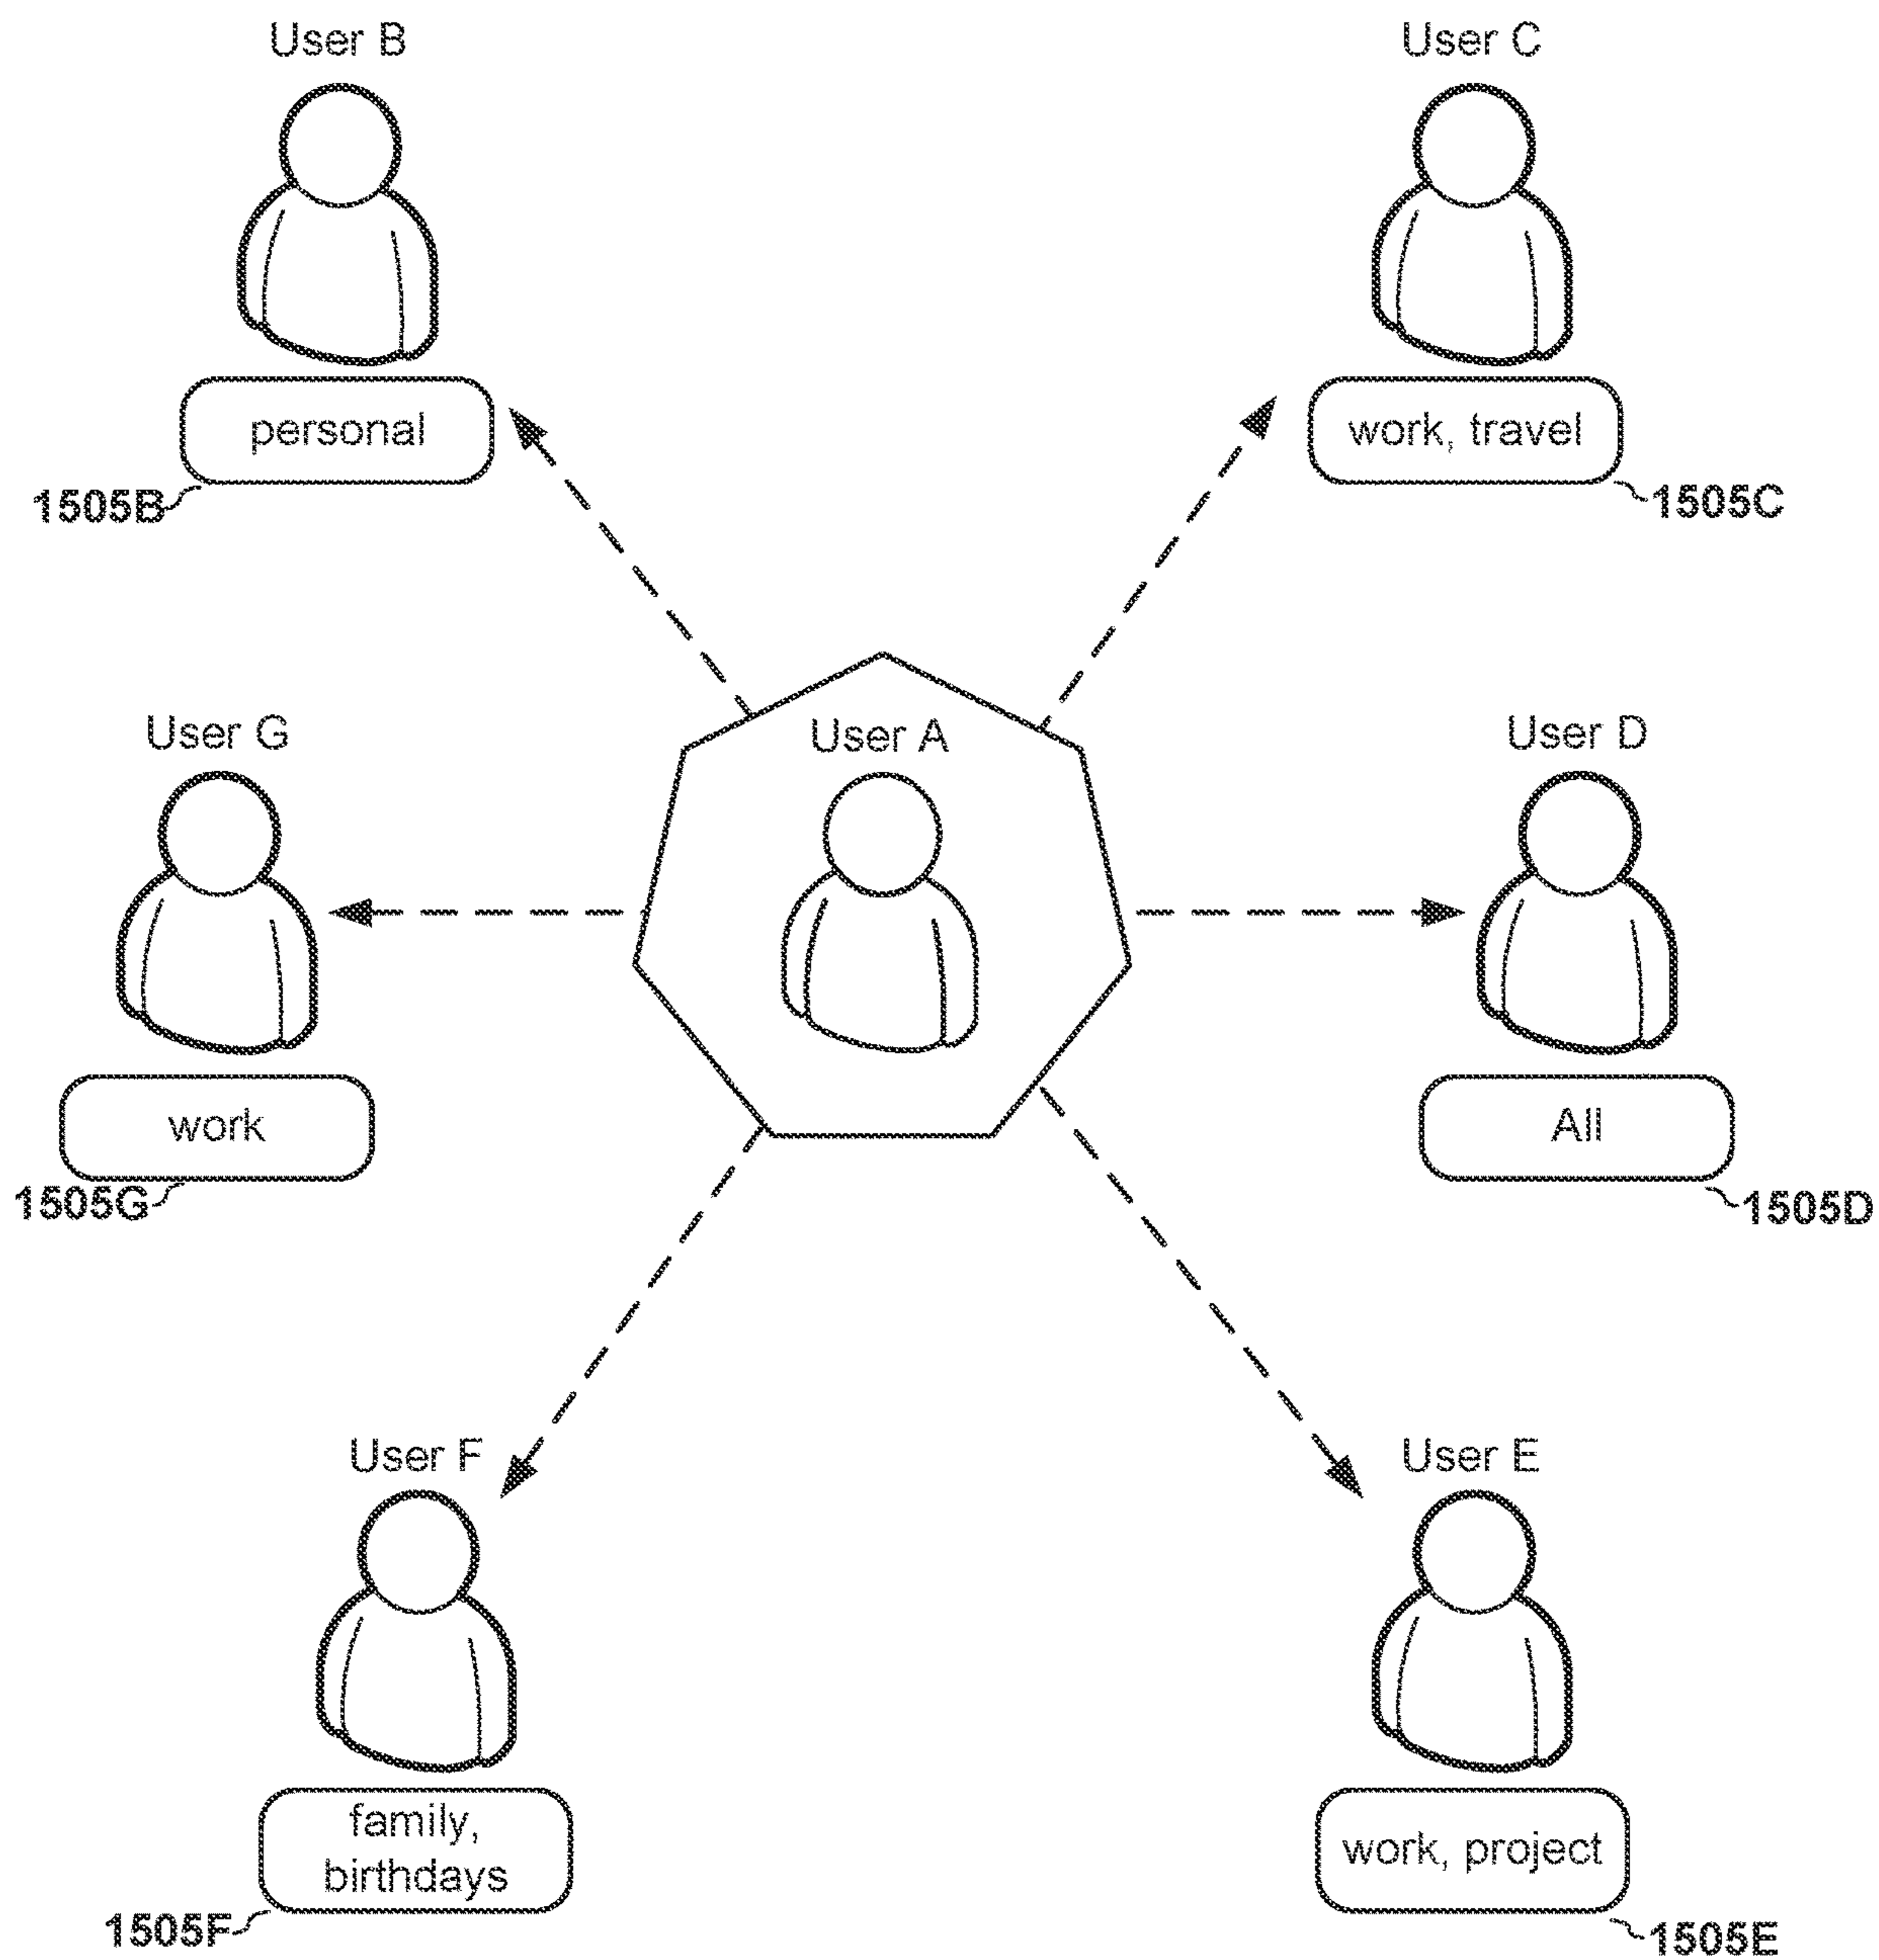 User B
User C
personal
work, travel
1505B
1505C
User G
User A
User D
work
All
1505G
1505D
User F
User E
family,
birthdays
work, project
1505F
1505E